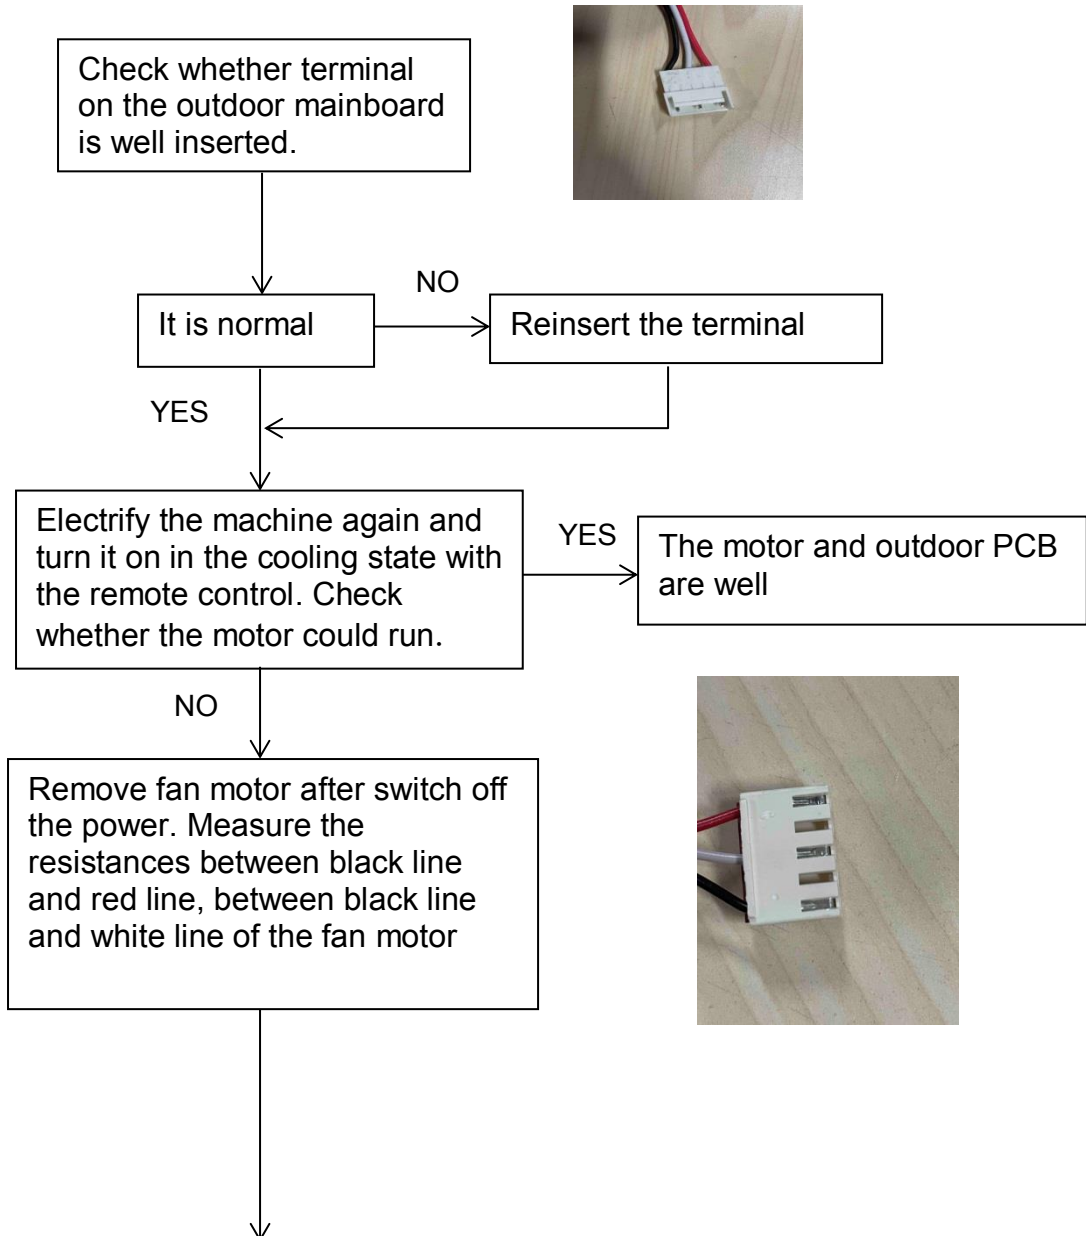 Check whether terminal
on the outdoor mainboard
is well inserted.
NO
It is normal
Reinsert the terminal
YES
Electrify the machine again and
turn it on in the cooling state with
the remote control. Check
whether the motor could run.
YES
The motor and outdoor PCB
are well
NO
Remove fan motor after switch off
the power. Measure the
resistances between black line
and red line, between black line
and white line of the fan motor